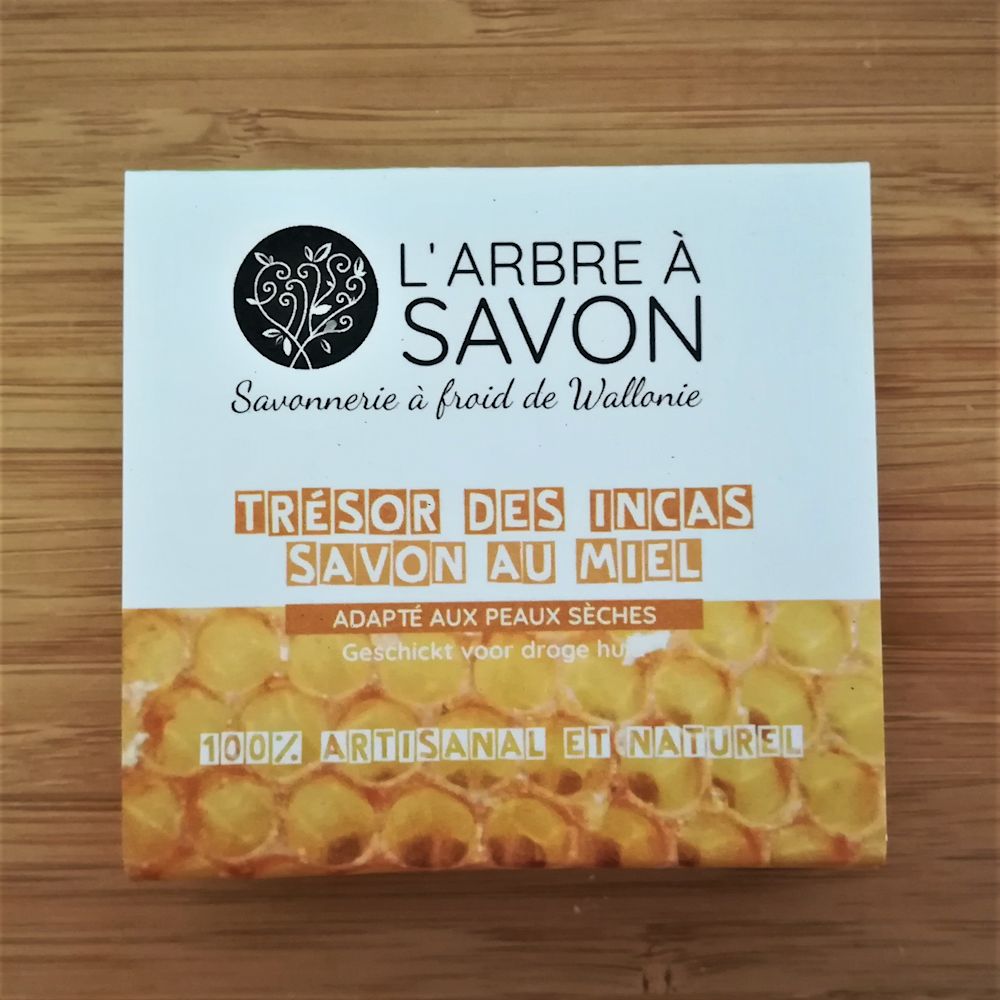 L'ARBRE À
SAVON
Savonnerie à froid de Wallonie
TRÉSOR DES INCAS
SAVON AU MIEL
ADAPTÉ AUX PEAUX SÈCHES
Geschickt voor droge
100% ARTISANAL ET NATUREL